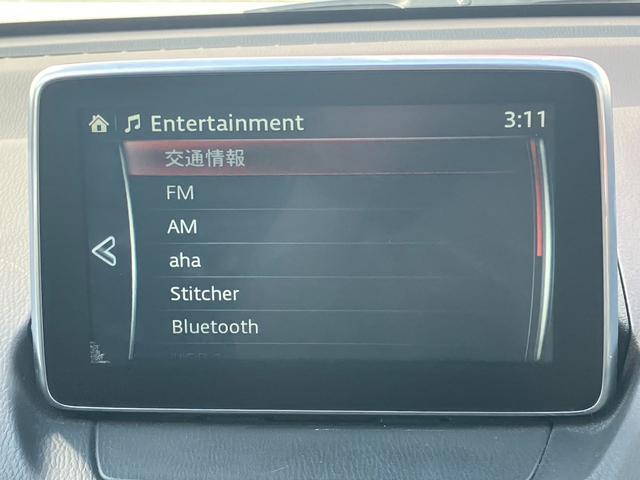 Entertainment 3:11
交通情報
FM
AM
aha
Stitcher
Bluetooth